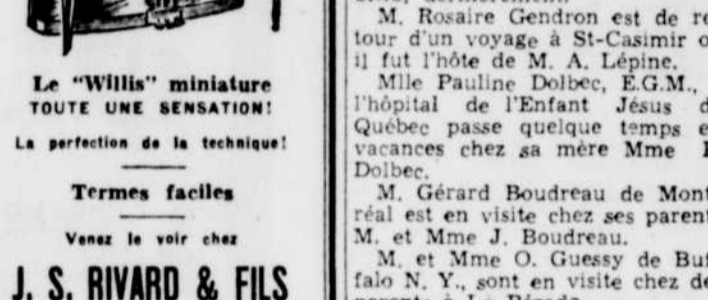 Le "Willis" miniature
TOUTE UNE SENSATION!
La perfection de la technique!
Termes faciles
Venez le voir chez
J. S. RIVARD & FILS
M. Rosaire Gendron est de re
tour d'un voyage à St-Casimir o
il fut l'hôte de M. A. Lépine.
Mlle Pauline Dolbec, E.G.M.,
l'hôpital de l'Enfant Jésus d
Québec passe quelque temps e
vacances chez sa mère Mme
Dolbec.
M. Gérard Boudreau de Mont
réal est en visite chez ses parent
M. et Mme J. Boudreau.
M. et Mme O. Guessy de Buf
falo N. Y., sont en visite chez de